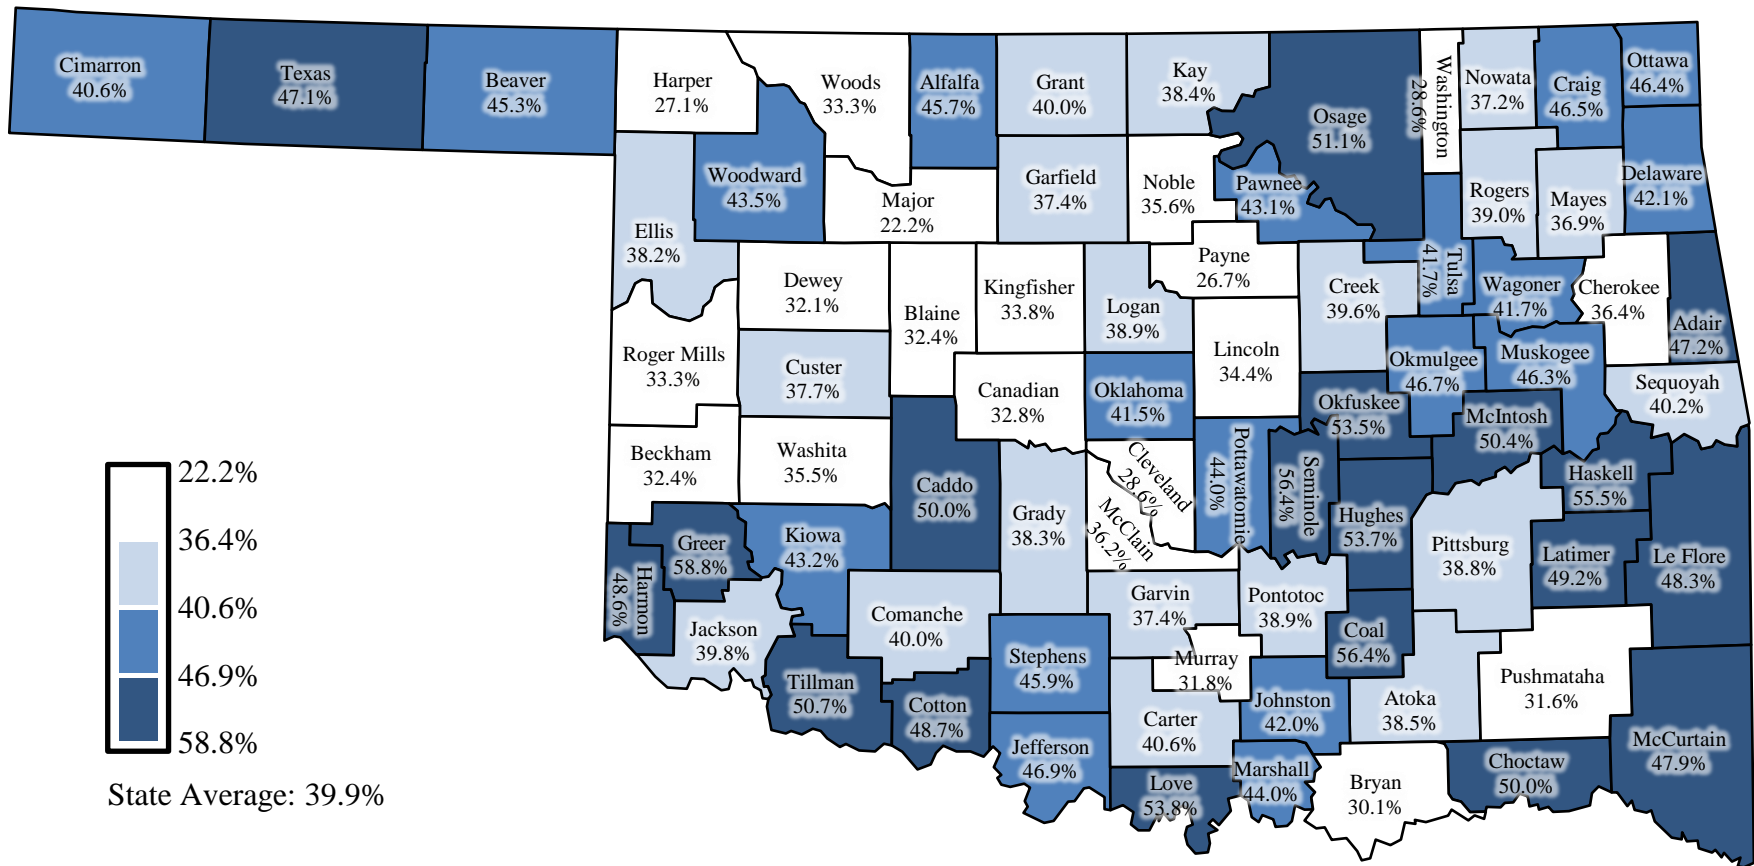 Cimarron
40.6%
Texas
47.1%
Beaver
45.3%
Harper
27.1%
Woods
33.3%
Alfalfa
45.7%
Grant
40.0%
Kay
38.4%
Osage
51.1%
Washington
28.6%
Nowata
37.2%
Craig
46.5%
Ottawa
46.4%
Woodward
43.5%
Major
22.2%
Garfield
37.4%
Noble
35.6%
Pawnee
43.1%
Rogers
39.0%
Mayes
36.9%
Delaware
42.1%
Ellis
38.2%
Dewey
32.1%
Blaine
32.4%
Kingfisher
33.8%
Logan
38.9%
Payne
26.7%
Creek
39.6%
Tulsa
41.7%
Wagoner
41.7%
Cherokee
36.4%
Adair
47.2%
Roger Mills
33.3%
Custer
37.7%
Canadian
32.8%
Oklahoma
41.5%
Lincoln
34.4%
Okmulgee
46.7%
Muskogee
46.3%
Sequoyah
40.2%
Okfuskee
53.5%
McIntosh
50.4%
Beckham
32.4%
Washita
35.5%
Caddo
50.0%
Grady
38.3%
Cleveland
28.6%
McClain
36.2%
Pottawatomie
44.0%
Seminole
56.4%
Hughes
53.7%
Haskell
55.5%
Pittsburg
38.8%
Latimer
49.2%
Le Flore
48.3%
Harmon
48.6%
Greer
58.8%
Kiowa
43.2%
Jackson
39.8%
Comanche
40.0%
Garvin
37.4%
Pontotoc
38.9%
Coal
56.4%
Stephens
45.9%
Murray
31.8%
Tillman
50.7%
Cotton
48.7%
Carter
40.6%
Johnston
42.0%
Atoka
38.5%
Pushmataha
31.6%
McCurtain
47.9%
Jefferson
46.9%
Love
53.8%
Marshall
44.0%
Bryan
30.1%
Choctaw
50.0%
22.2%
36.4%
40.6%
46.9%
58.8%
State Average: 39.9%